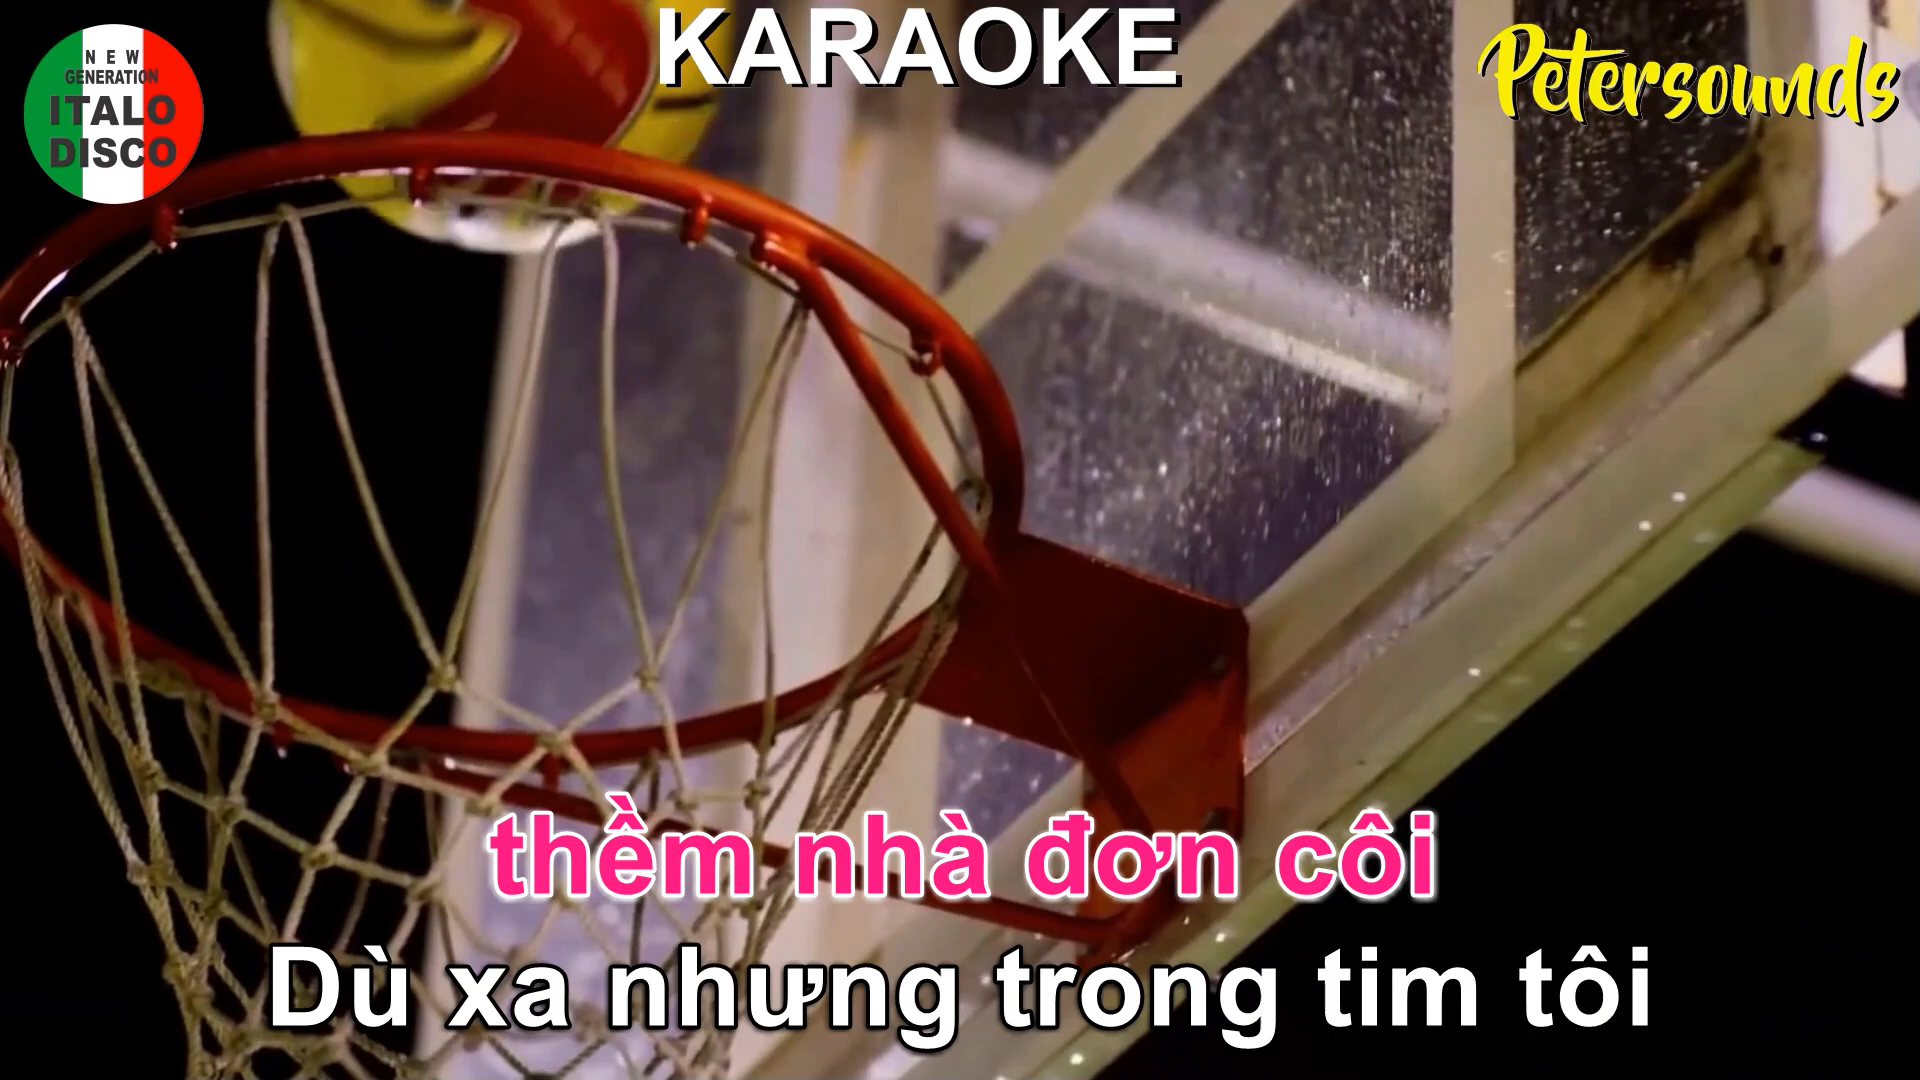 KARAOKE
Petersounds
NEW
GENERATION
ITALO
DISCO
thềm nhà đơn côi
Dù xa nhưng trong tim tôi